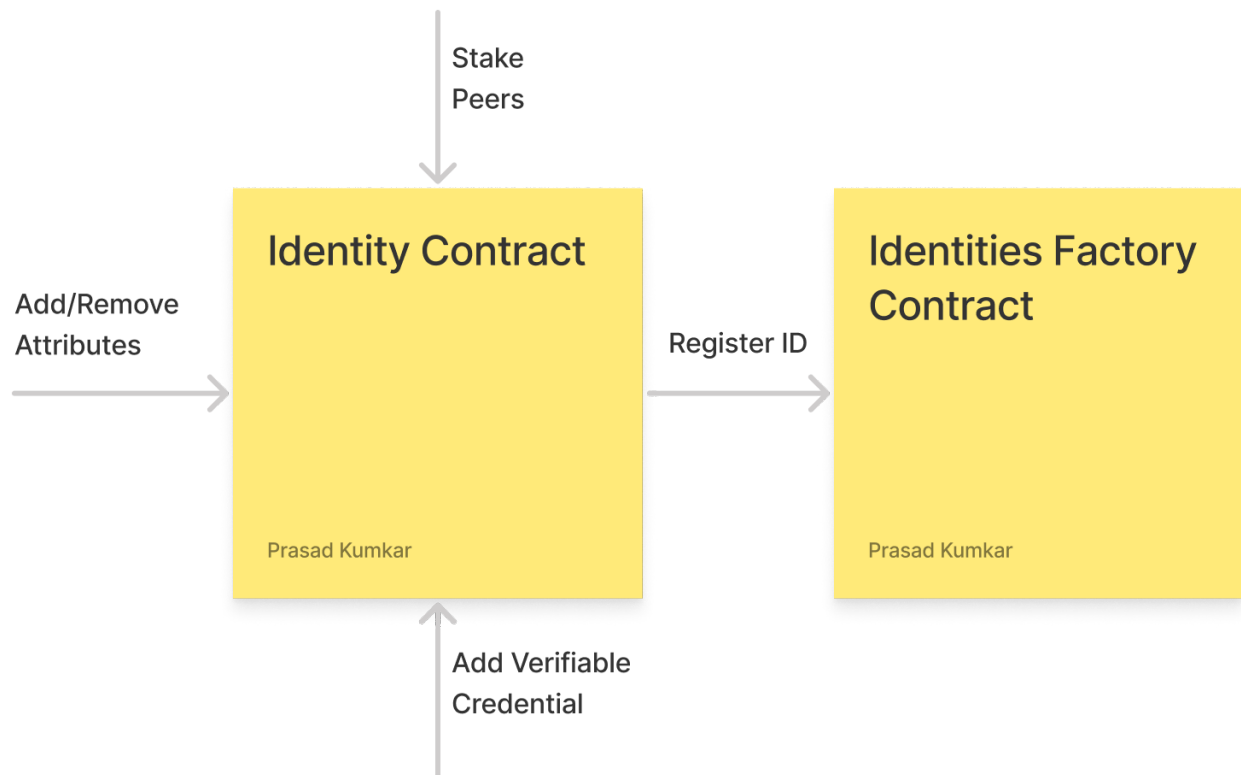 Stake
Peers
Identity Contract
Identities Factory
Contract
Add/Remove
Attributes
Register ID
Prasad Kumkar
Prasad Kumkar
Add Verifiable
Credential